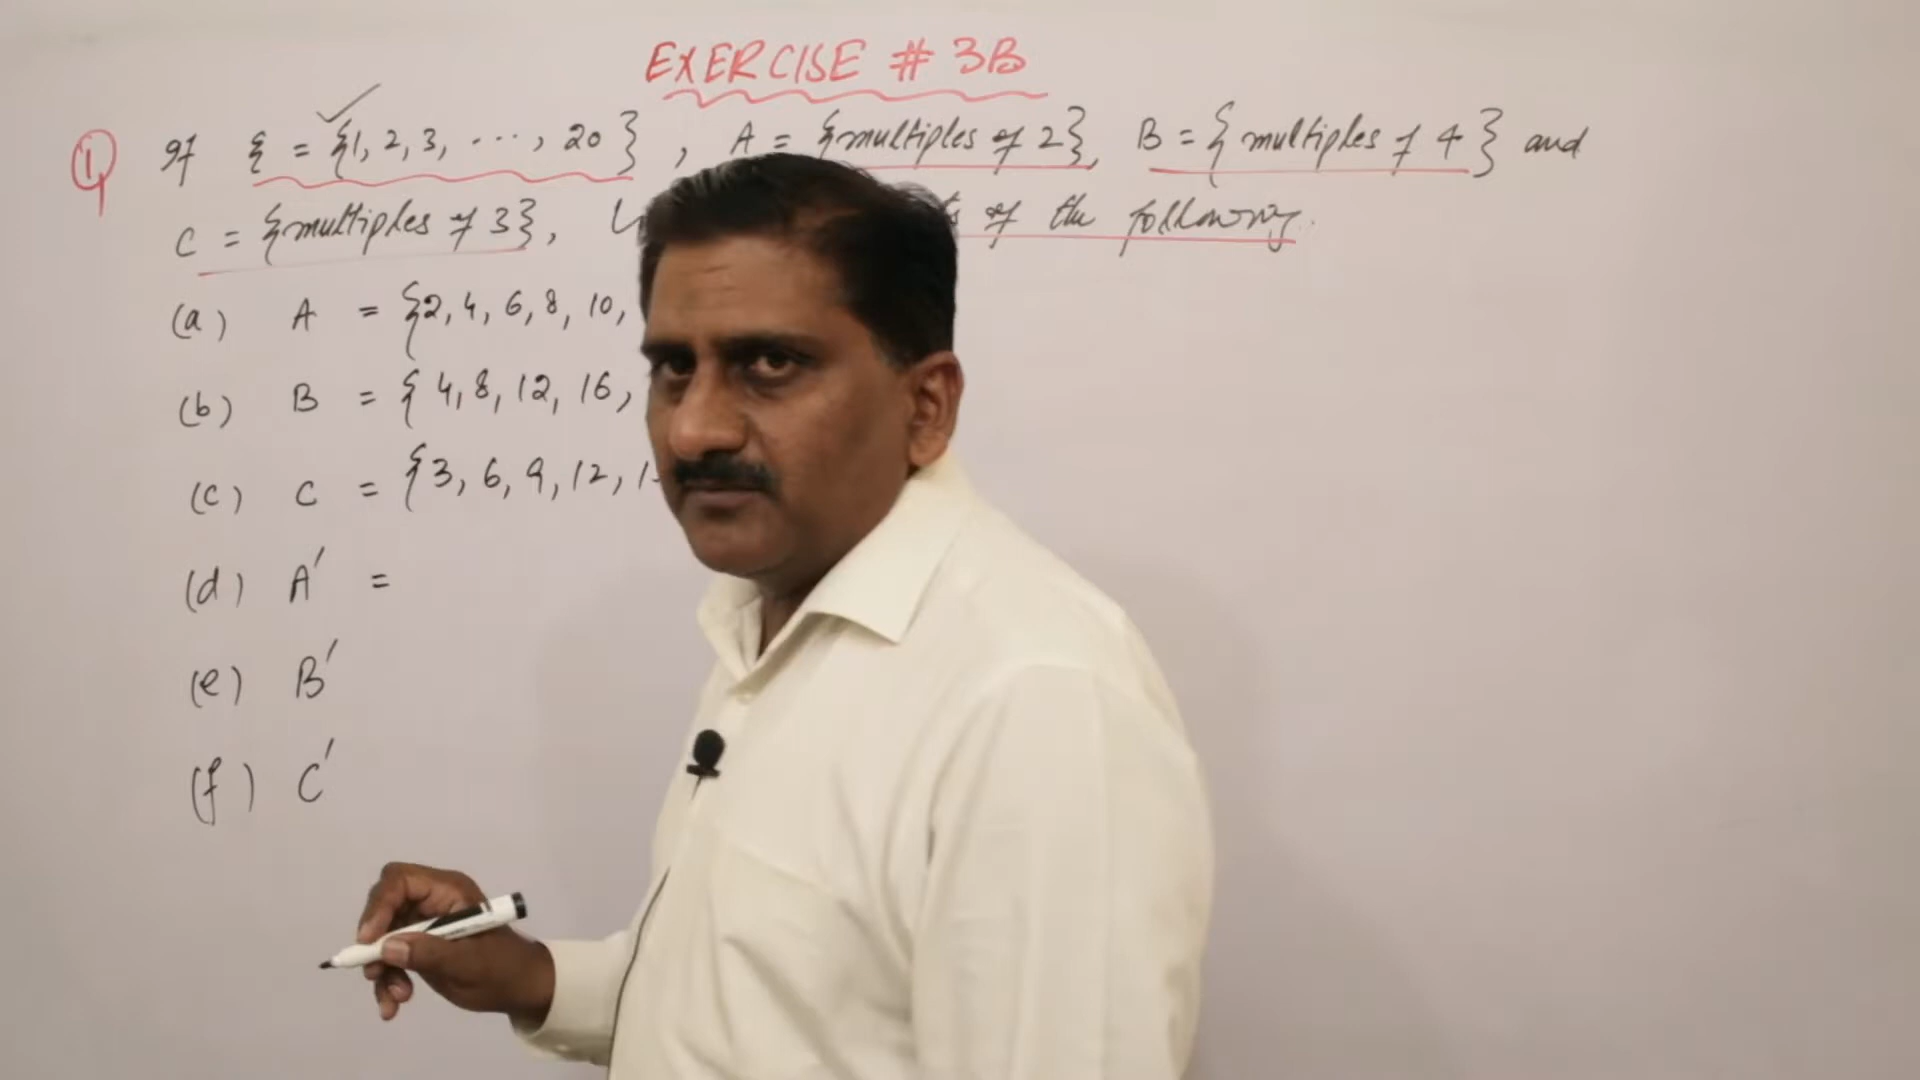 EXERCISE # 3B
① If ξ = {1, 2, 3, ...., 20}, A = {multiples of 2}, B = {multiples of 4} and
C = {multiples of 3}, of the following.
(a) A = {2, 4, 6, 8, 10,
(b) B = {4, 8, 12, 16,
(c) C = {3, 6, 9, 12,
(d) A' =
(e) B'
(f) C'